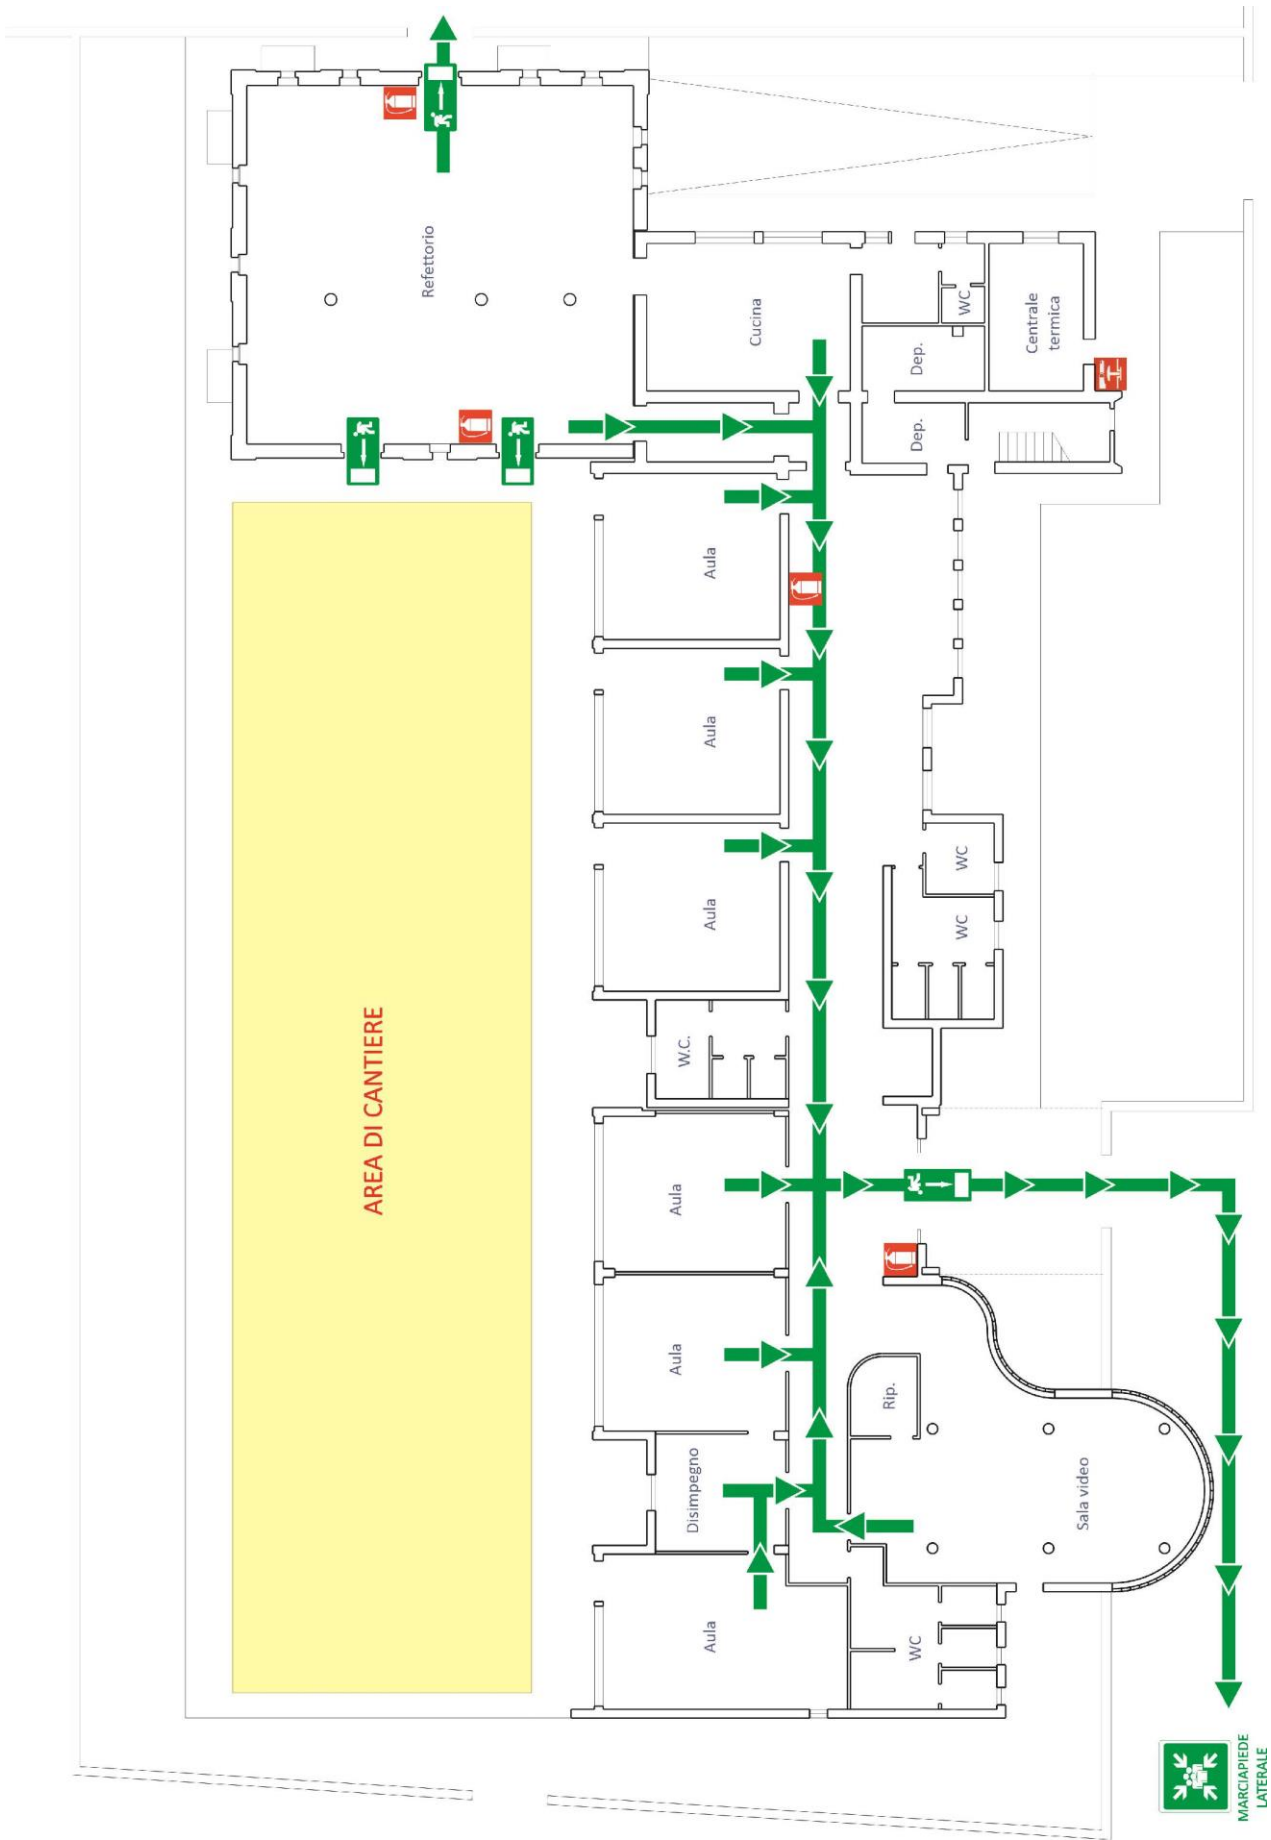 Refettorio
Cucina
WC
Centrale
termica
Dep.
Dep.
Aula
Aula
Aula
WC
WC
W.C.
AREA DI CANTIERE
Aula
Aula
Rip.
Disimpegno
Sala video
Aula
WC
MARCIAPIEDE
LATERALE